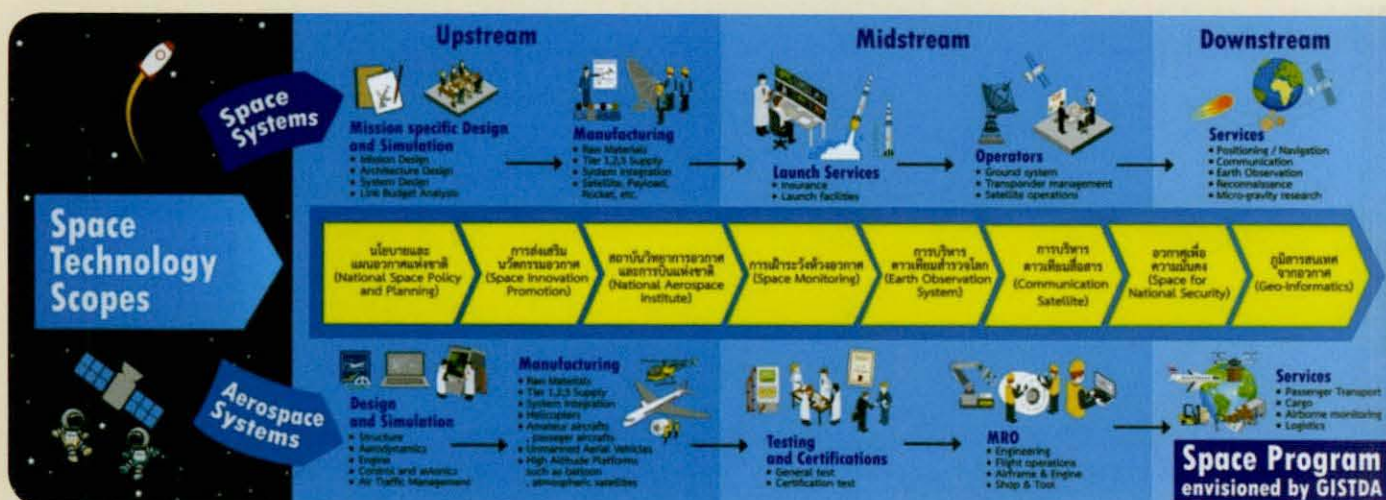 Upstream
Midstream
Downstream
Space
Systems
Mission specific Design
and Simulation
• Mission Design
• Architecture Design
• System Design
• Link Budget Analysis
Manufacturing
• Raw Materials
• Tier 1,2,3 Supply
• System Integration
• Satellite, Payload,
Rocket, etc.
Launch Services
• Insurance
• Launch facilities
Operators
• Ground system
• Transponder management
• Satellite operations
Services
• Positioning / Navigation
• Communication
• Earth Observation
• Reconnaissance
• Micro-gravity research
Space
Technology
Scopes
นโยบายและ
แผนอวกาศแห่งชาติ
(National Space Policy
and Planning)
การส่งเสริม
นวัตกรรมอวกาศ
(Space Innovation
Promotion)
สถาบันวิทยาการอวกาศ
และการบินแห่งชาติ
(National Aerospace
Institute)
การเฝ้าระวังห้วงอวกาศ
(Space Monitoring)
การบริหาร
ดาวเทียมสำรวจโลก
(Earth Observation
System)
การบริหาร
ดาวเทียมสื่อสาร
(Communication
Satellite)
อวกาศเพื่อ
ความมั่นคง
(Space for
National Security)
ภูมิสารสนเทศ
จากอวกาศ
(Geo-Informatics)
Aerospace
Systems
Design
and Simulation
• Structure
• Aerodynamics
• Engine
• Control and avionics
• Air Traffic Management
Manufacturing
• Raw Materials
• Tier 1,2,3 Supply
• System Integration
• Helicopters
• Amateur aircrafts
, passager aircrafts
• Unmanned Aerial Vehicles
• High Altitude Platforms
such as balloon
, atmospheric satellites
Testing
and Certifications
• General test
• Certification test
MRO
• Engineering
• Flight operations
• Airframe & Engine
• Shop & Tool
Services
• Passenger Transport
• Cargo
• Airborne monitoring
• Logistics
Space Program
envisioned by GISTDA